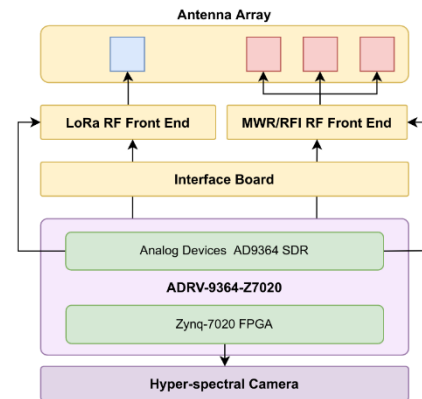 Antenna Array
LoRa RF Front End
MWR/RFI RF Front End
Interface Board
Analog Devices AD9364 SDR
ADRV-9364-Z7020
Zynq-7020 FPGA
Hyper-spectral Camera